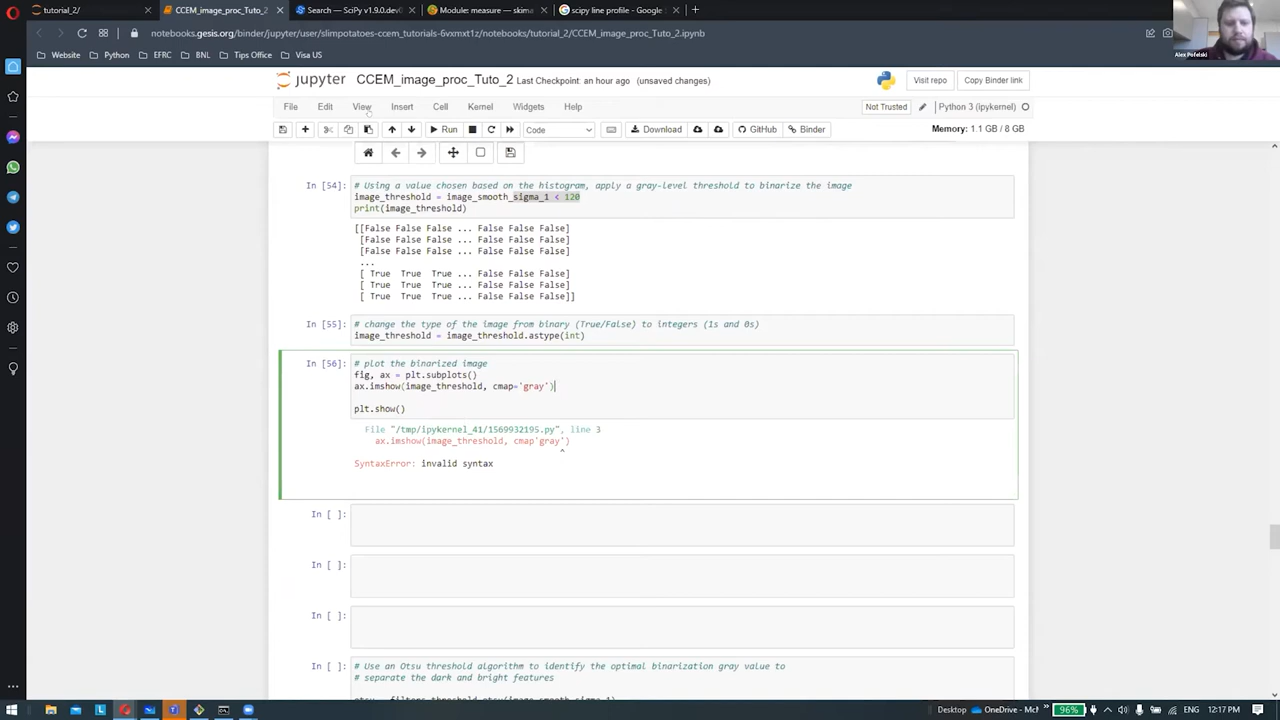 tutorial_2/
CCEM_image_proc_Tuto_2
Search — SciPy v1.9.0.dev0
Module: measure — skima
scipy line profile - Google
notebooks.gesis.org/binder/jupyter/user/slimpotatoes-ccem_tutorials-6vxmxt1z/notebooks/tutorial_2/CCEM_image_proc_Tuto_2.ipynb
Website
Python
EFRC
BNL
Tips Office
Visa US
Alex Pofelski
jupyter
CCEM_image_proc_Tuto_2
Last Checkpoint: an hour ago (unsaved changes)
Visit repo
Copy Binder link
File
Edit
View
Insert
Cell
Kernel
Widgets
Help
Not Trusted
Python 3 (ipykernel)
Run
Code
Download
GitHub
Binder
Memory: 1.1 GB / 8 GB
In [54]:
# Using a value chosen based on the histogram, apply a gray-level threshold to binarize the image
image_threshold = image_smooth_sigma_1 < 120
print(image_threshold)
[[False False False ... False False False]
[False False False ... False False False]
[False False False ... False False False]
...
[ True True True ... False False False]
[ True True True ... False False False]
[ True True True ... False False False]]
In [55]:
# change the type of the image from binary (True/False) to integers (1s and 0s)
image_threshold = image_threshold.astype(int)
In [56]:
# plot the binarized image
fig, ax = plt.subplots()
ax.imshow(image_threshold, cmap='gray')
plt.show()
File "/tmp/ipykernel_41/1569932195.py", line 3
ax.imshow(image_threshold, cmap'gray')
^
SyntaxError: invalid syntax
In [ ]:
In [ ]:
In [ ]:
In [ ]:
# Use an Otsu threshold algorithm to identify the optimal binarization gray value to
# separate the dark and bright features
otsu = filters.threshold_otsu(image_smooth_sigma_1)
Desktop
OneDrive - McM
96%
ENG
12:17 PM